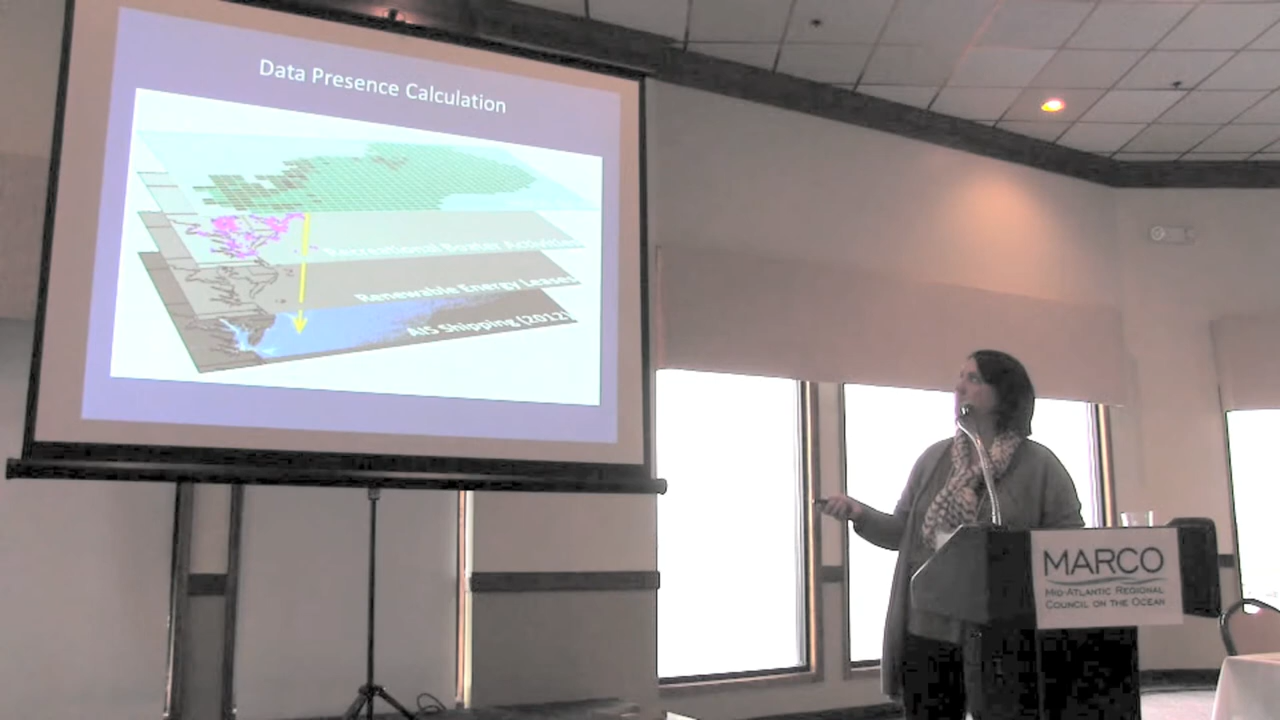 Data Presence Calculation
Recreational Boater Activities
Renewable Energy Leases
AIS Shipping (2012)
MARCO
MID-ATLANTIC REGIONAL
COUNCIL ON THE OCEAN